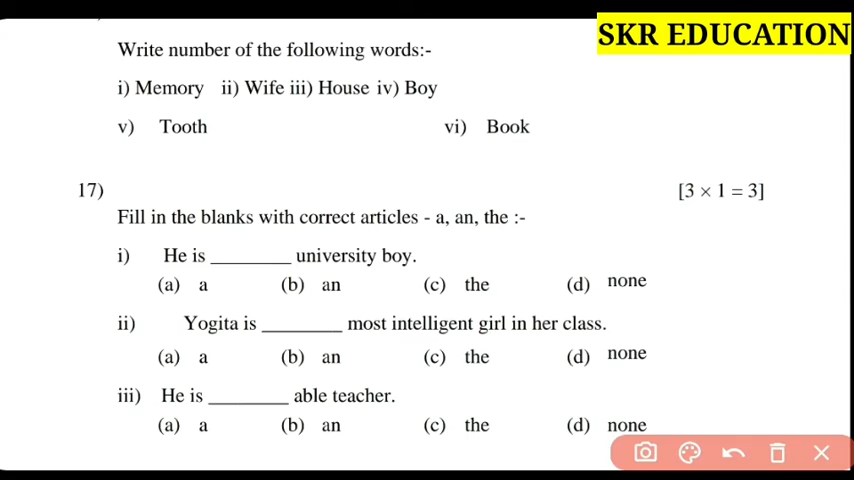 SKR EDUCATION
Write number of the following words:-
i) Memory ii) Wife iii) House iv) Boy
v) Tooth vi) Book
17) [3 × 1 = 3]
Fill in the blanks with correct articles - a, an, the :-
i) He is ________ university boy.
(a) a (b) an (c) the (d) none
ii) Yogita is ________ most intelligent girl in her class.
(a) a (b) an (c) the (d) none
iii) He is ________ able teacher.
(a) a (b) an (c) the (d) none